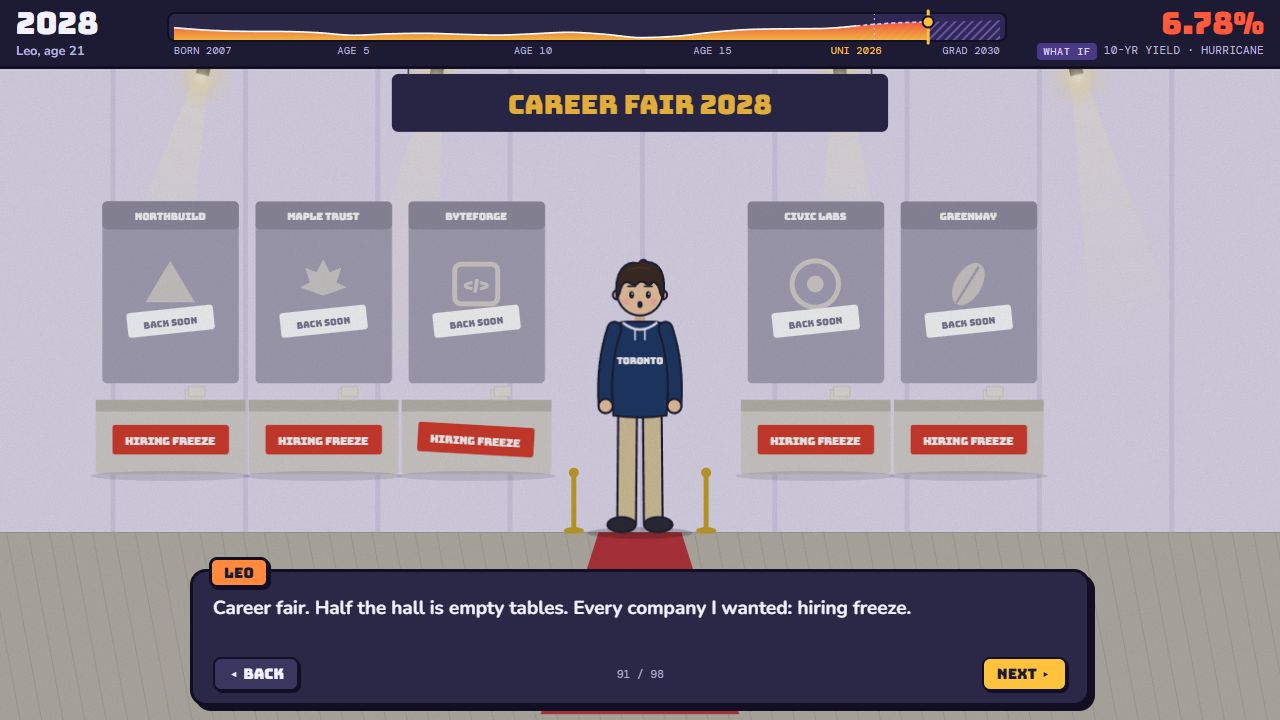 2028
Leo, age 21
BORN 2007
AGE 5
AGE 10
AGE 15
UNI 2026
GRAD 2030
6.78%
WHAT IF
10-YR YIELD · HURRICANE
CAREER FAIR 2028
NORTHBUILD
MAPLE TRUST
BYTEFORGE
CIVIC LABS
GREENWAY
</>
BACK SOON
BACK SOON
BACK SOON
BACK SOON
BACK SOON
TORONTO
HIRING FREEZE
HIRING FREEZE
HIRING FREEZE
HIRING FREEZE
HIRING FREEZE
LEO
Career fair. Half the hall is empty tables. Every company I wanted: hiring freeze.
◂ BACK
91 / 98
NEXT ▸